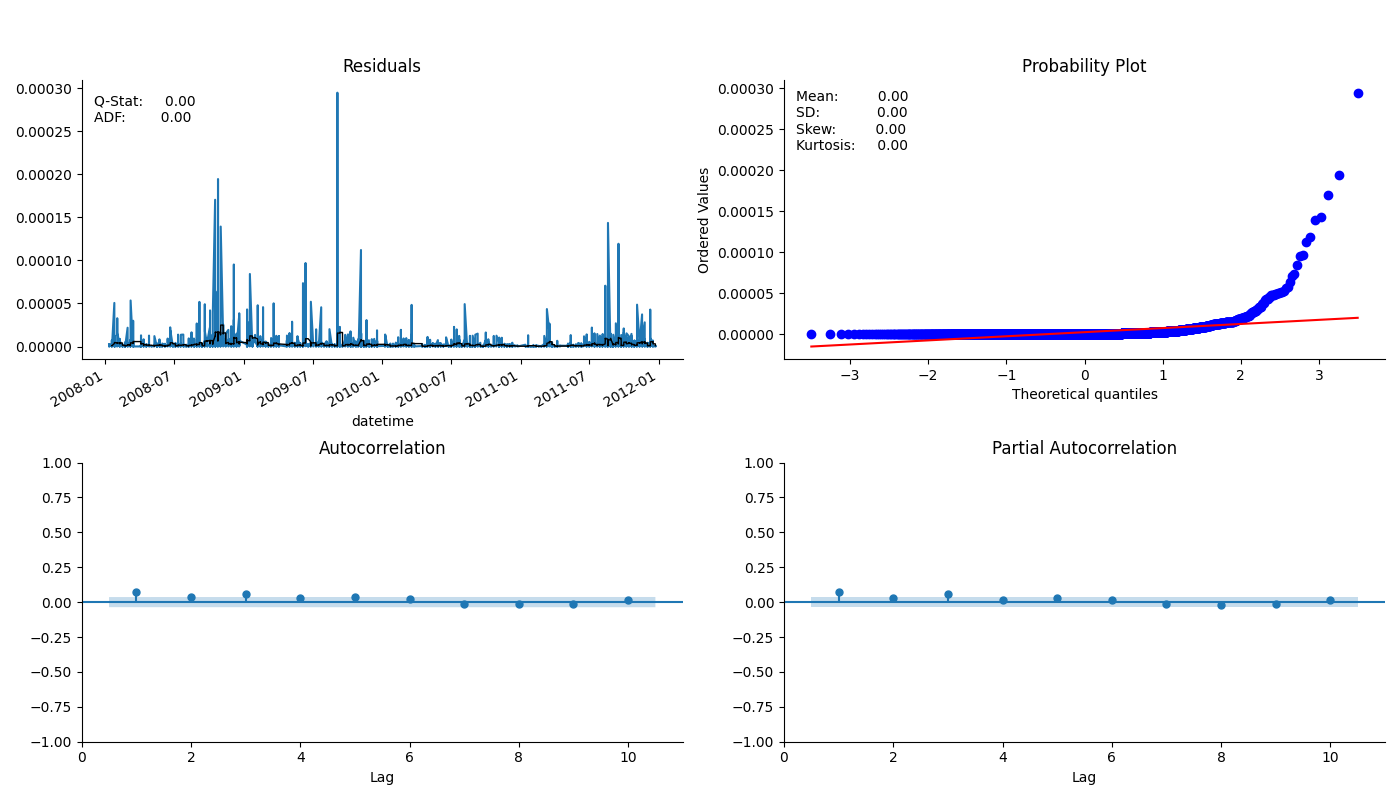 Residuals
Q-Stat: 0.00
ADF: 0.00
0.00030
0.00025
0.00020
0.00015
0.00010
0.00005
0.00000
2008-01
2008-07
2009-01
2009-07
2010-01
2010-07
2011-01
2011-07
2012-01
datetime
Probability Plot
Mean: 0.00
SD: 0.00
Skew: 0.00
Kurtosis: 0.00
Ordered Values
0.00030
0.00025
0.00020
0.00015
0.00010
0.00005
0.00000
−3 −2 −1 0 1 2 3
Theoretical quantiles
Autocorrelation
1.00
0.75
0.50
0.25
0.00
−0.25
−0.50
−0.75
−1.00
0 2 4 6 8 10
Lag
Partial Autocorrelation
1.00
0.75
0.50
0.25
0.00
−0.25
−0.50
−0.75
−1.00
0 2 4 6 8 10
Lag